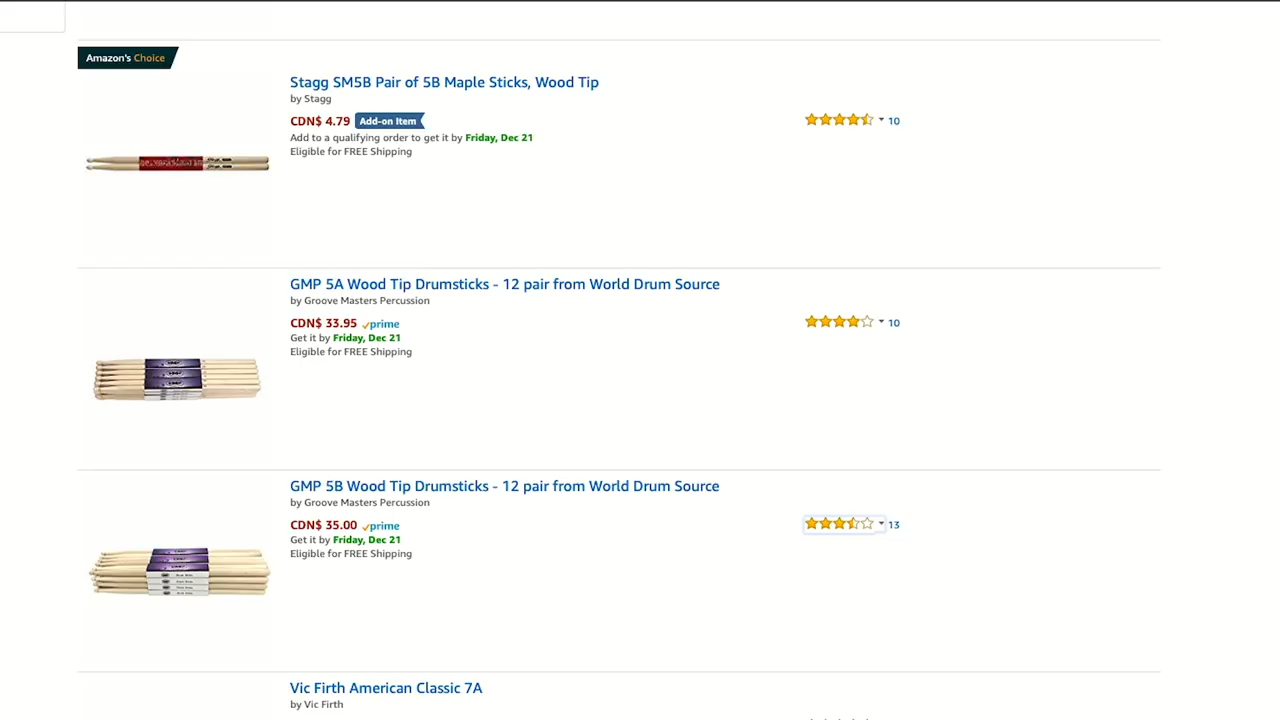 Amazon's Choice
Stagg SM5B Pair of 5B Maple Sticks, Wood Tip
by Stagg
CDN$ 4.79 Add-on Item
10
Add to a qualifying order to get it by Friday, Dec 21
Eligible for FREE Shipping
GMP 5A Wood Tip Drumsticks - 12 pair from World Drum Source
by Groove Masters Percussion
CDN$ 33.95 prime
10
Get it by Friday, Dec 21
Eligible for FREE Shipping
GMP 5B Wood Tip Drumsticks - 12 pair from World Drum Source
by Groove Masters Percussion
CDN$ 35.00 prime
13
Get it by Friday, Dec 21
Eligible for FREE Shipping
Vic Firth American Classic 7A
by Vic Firth